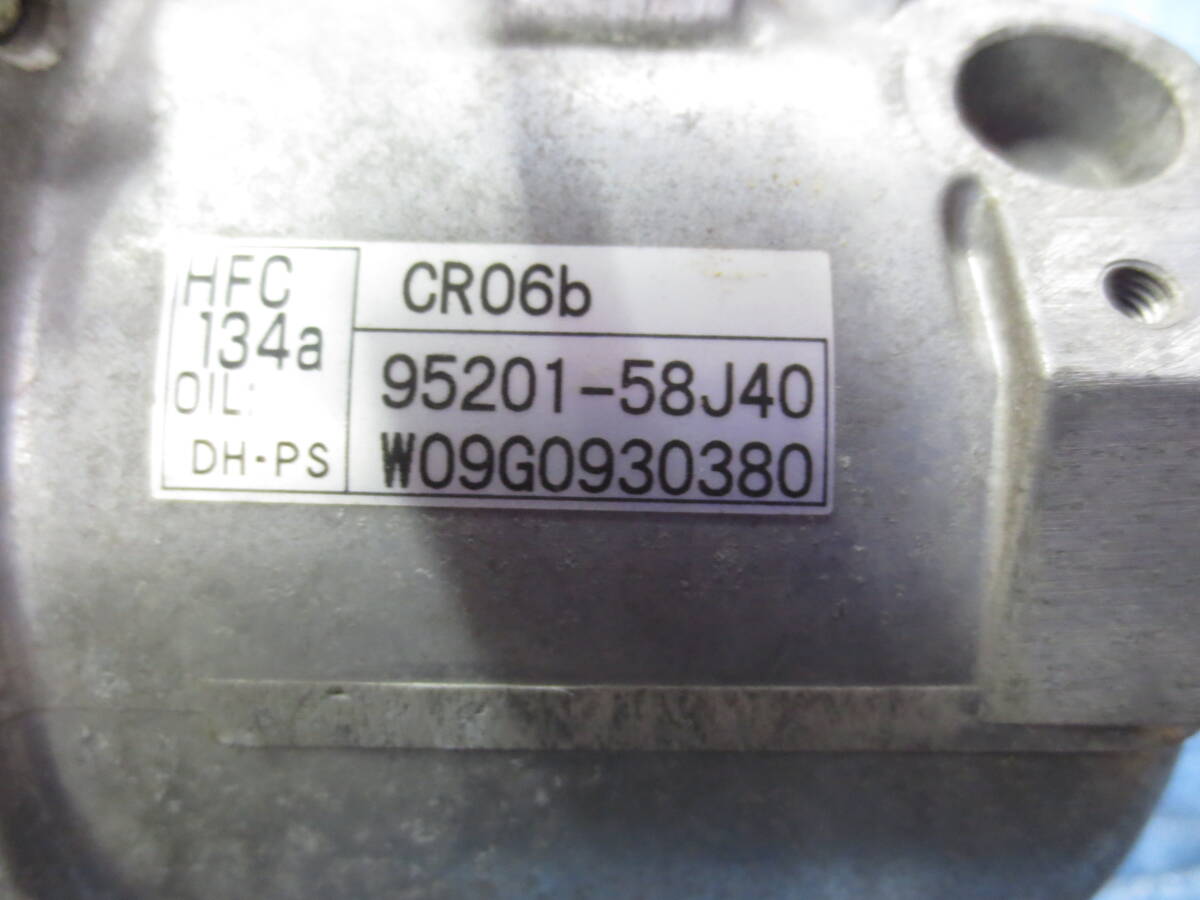 HFC
134a
OIL:
DH-PS
CR06b
95201-58J40
W09G0930380